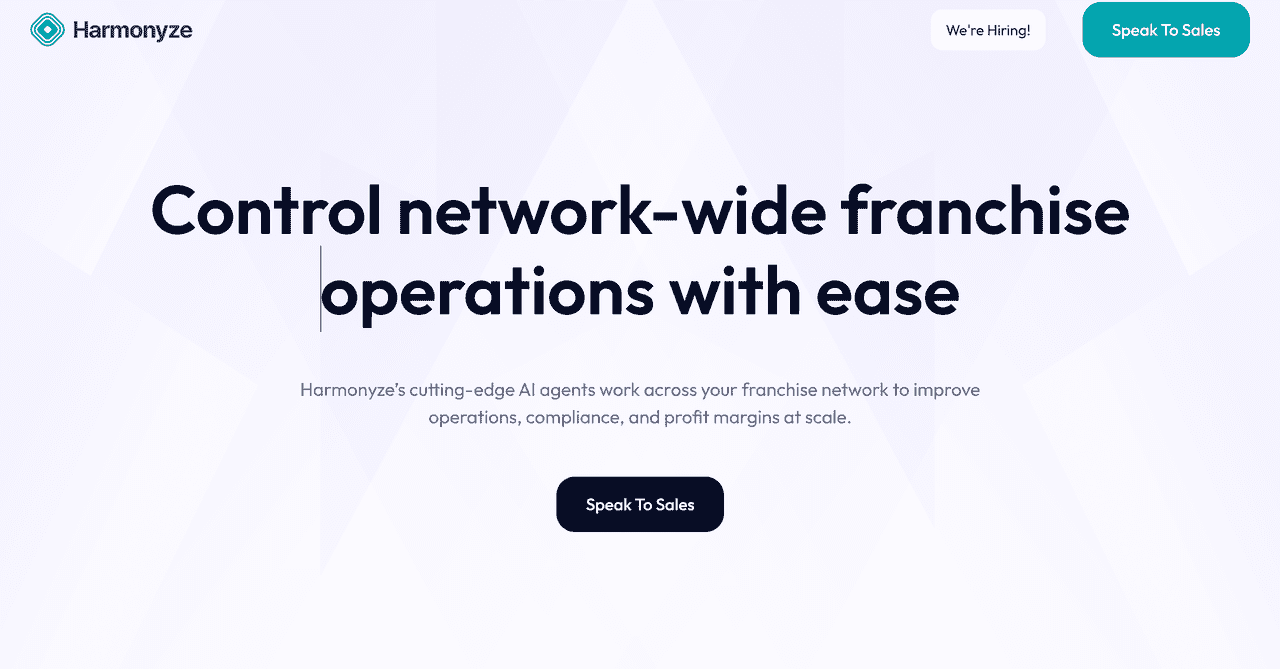 Harmonyze
We're Hiring!
Speak To Sales
Control network-wide franchise
operations with ease
Harmonyze’s cutting-edge AI agents work across your franchise network to improve
operations, compliance, and profit margins at scale.
Speak To Sales